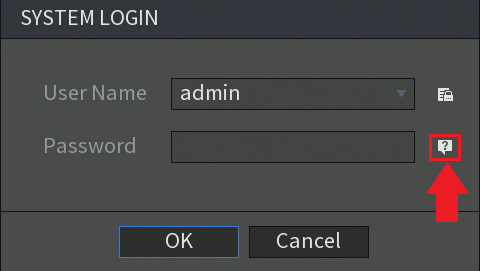 SYSTEM LOGIN
User Name admin
Password ?
OK Cancel